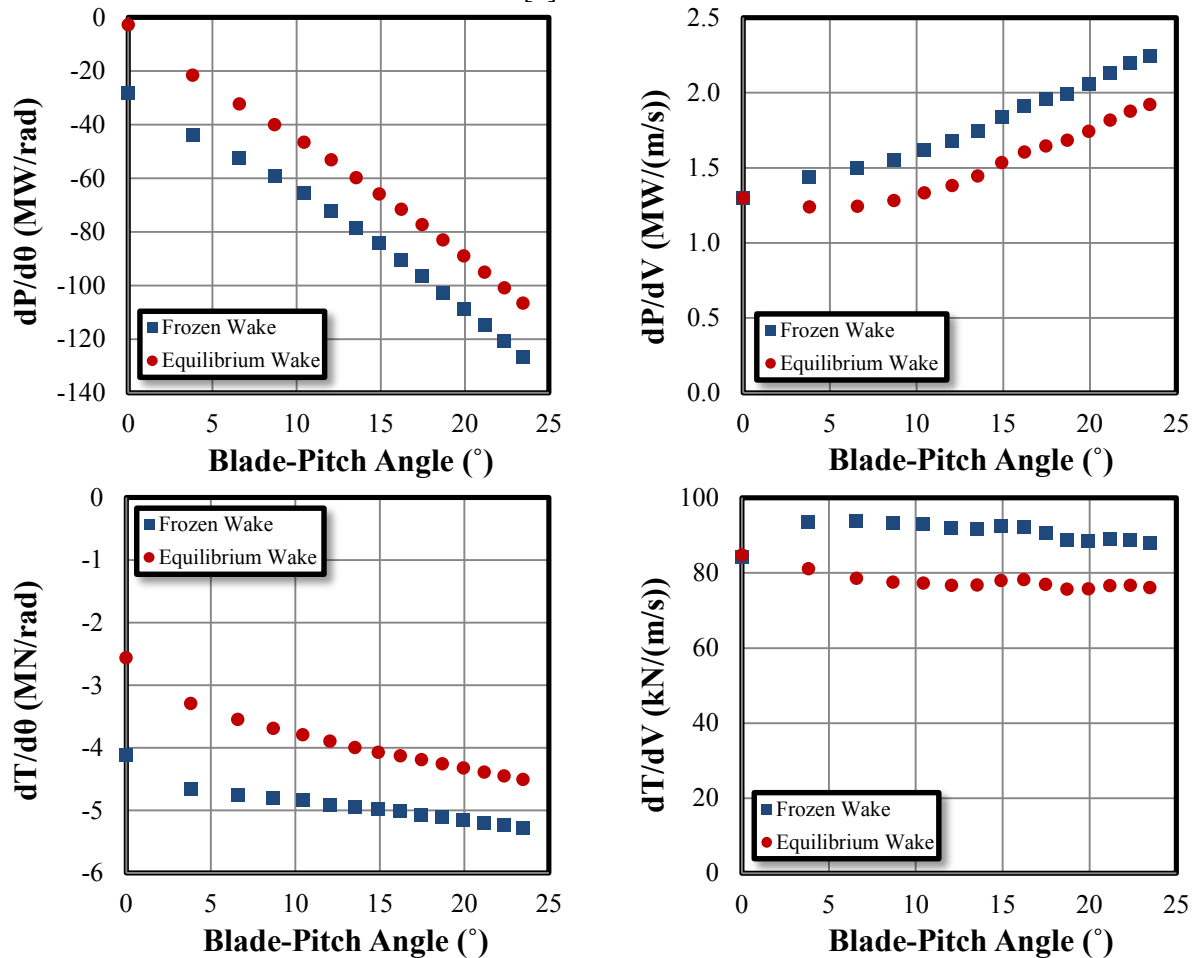 [ ]
0
-20
-40
-60
-80
-100
-120
-140
dP/dθ (MW/rad)
Frozen Wake
Equilibrium Wake
0 5 10 15 20 25
Blade-Pitch Angle (˚)
2.5
2.0
1.5
1.0
0.5
0.0
dP/dV (MW/(m/s))
Frozen Wake
Equilibrium Wake
0 5 10 15 20 25
Blade-Pitch Angle (˚)
0
-1
-2
-3
-4
-5
-6
dT/dθ (MN/rad)
Frozen Wake
Equilibrium Wake
0 5 10 15 20 25
Blade-Pitch Angle (˚)
100
80
60
40
20
0
dT/dV (kN/(m/s))
Frozen Wake
Equilibrium Wake
0 5 10 15 20 25
Blade-Pitch Angle (˚)